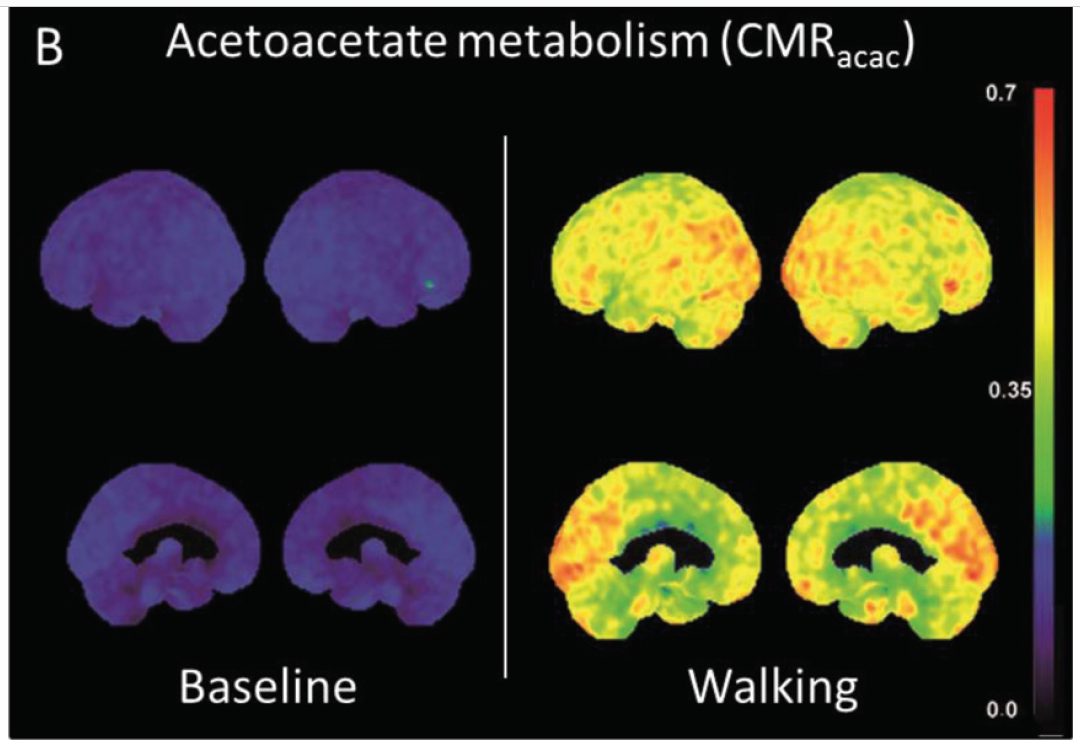 B
Acetoacetate metabolism (CMRacac)
0.7
0.35
0.0
Baseline
Walking